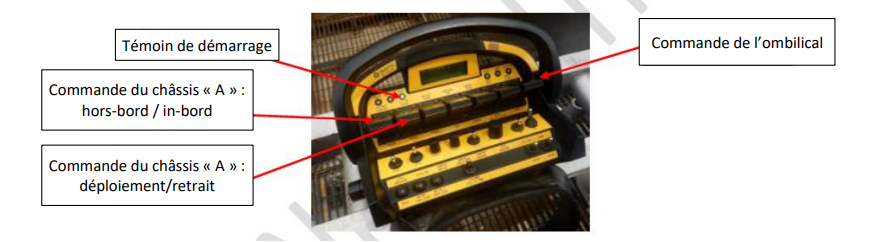 Témoin de démarrage
Commande du châssis « A » :
hors-bord / in-bord
Commande du châssis « A » :
déploiement/retrait
Commande de l’ombilical